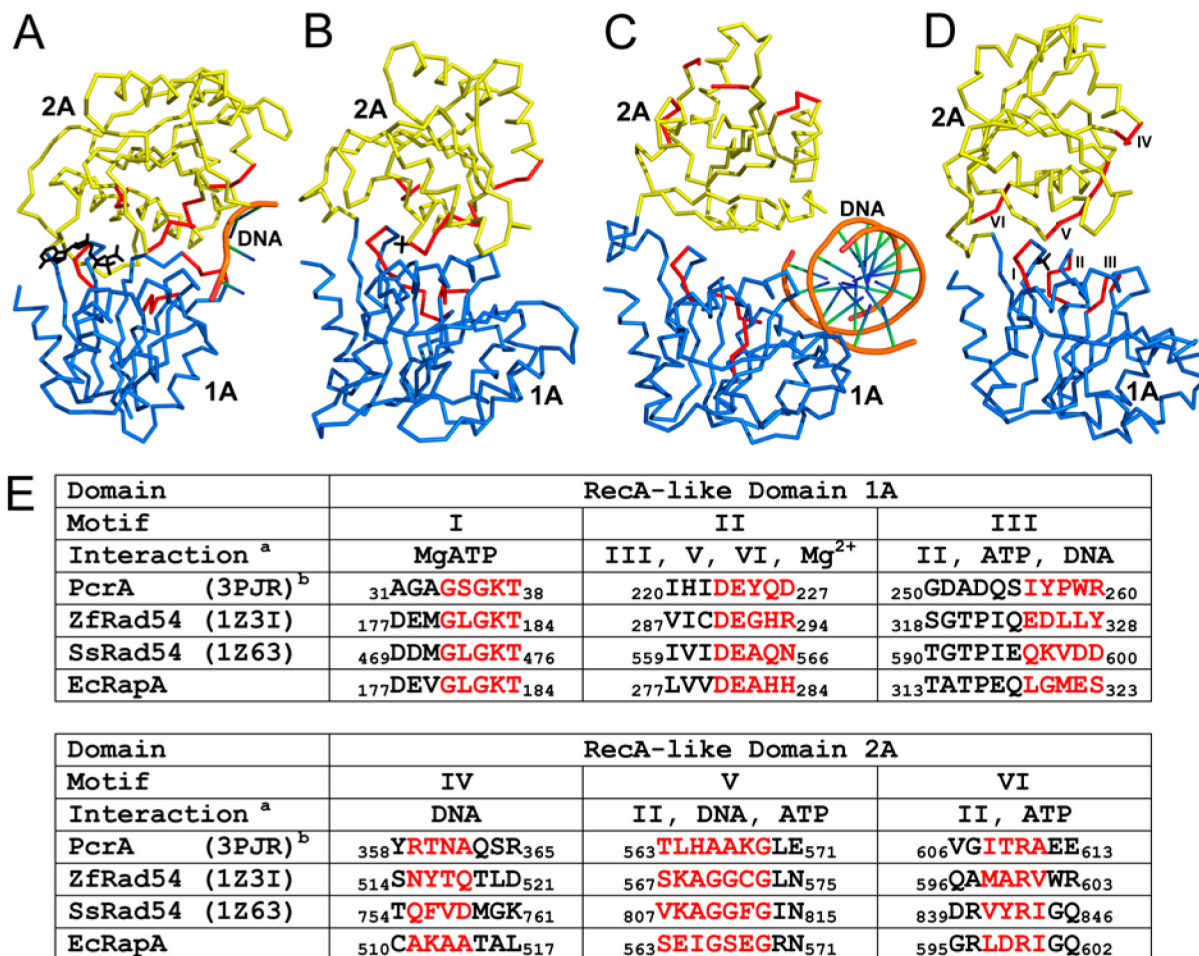 A B C D
2A 2A 2A 2A
IV
DNA DNA
VI V
I II III
1A 1A 1A 1A
E
Domain RecA-like Domain 1A
Motif I II III
Interaction a MgATP III, V, VI, Mg2+ II, ATP, DNA
PcrA (3PJR)b 31AGAGSGKT38 220IHIDEYQD227 250GDADQSIYPWR260
ZfRad54 (1Z3I) 177DEMGLGKT184 287VICDEGHR294 318SGTPIQEDLLY328
SsRad54 (1Z63) 469DDMGLGKT476 559IVIDEAQN566 590TGTPIEQKVDD600
EcRapA 177DEVGLGKT184 277LVVDEAHH284 313TATPEQLGMES323
Domain RecA-like Domain 2A
Motif IV V VI
Interaction a DNA II, DNA, ATP II, ATP
PcrA (3PJR)b 358YRTNAQSR365 563TLHAAKGLE571 606VGITRAEE613
ZfRad54 (1Z3I) 514SNYTQTLD521 567SKAGGCGLN575 596QAMARVWR603
SsRad54 (1Z63) 754TQFVDMGK761 807VKAGGFGIN815 839DRVYRIGQ846
EcRapA 510CAKAATAL517 563SEIGSEGRN571 595GRLDRIGQ602